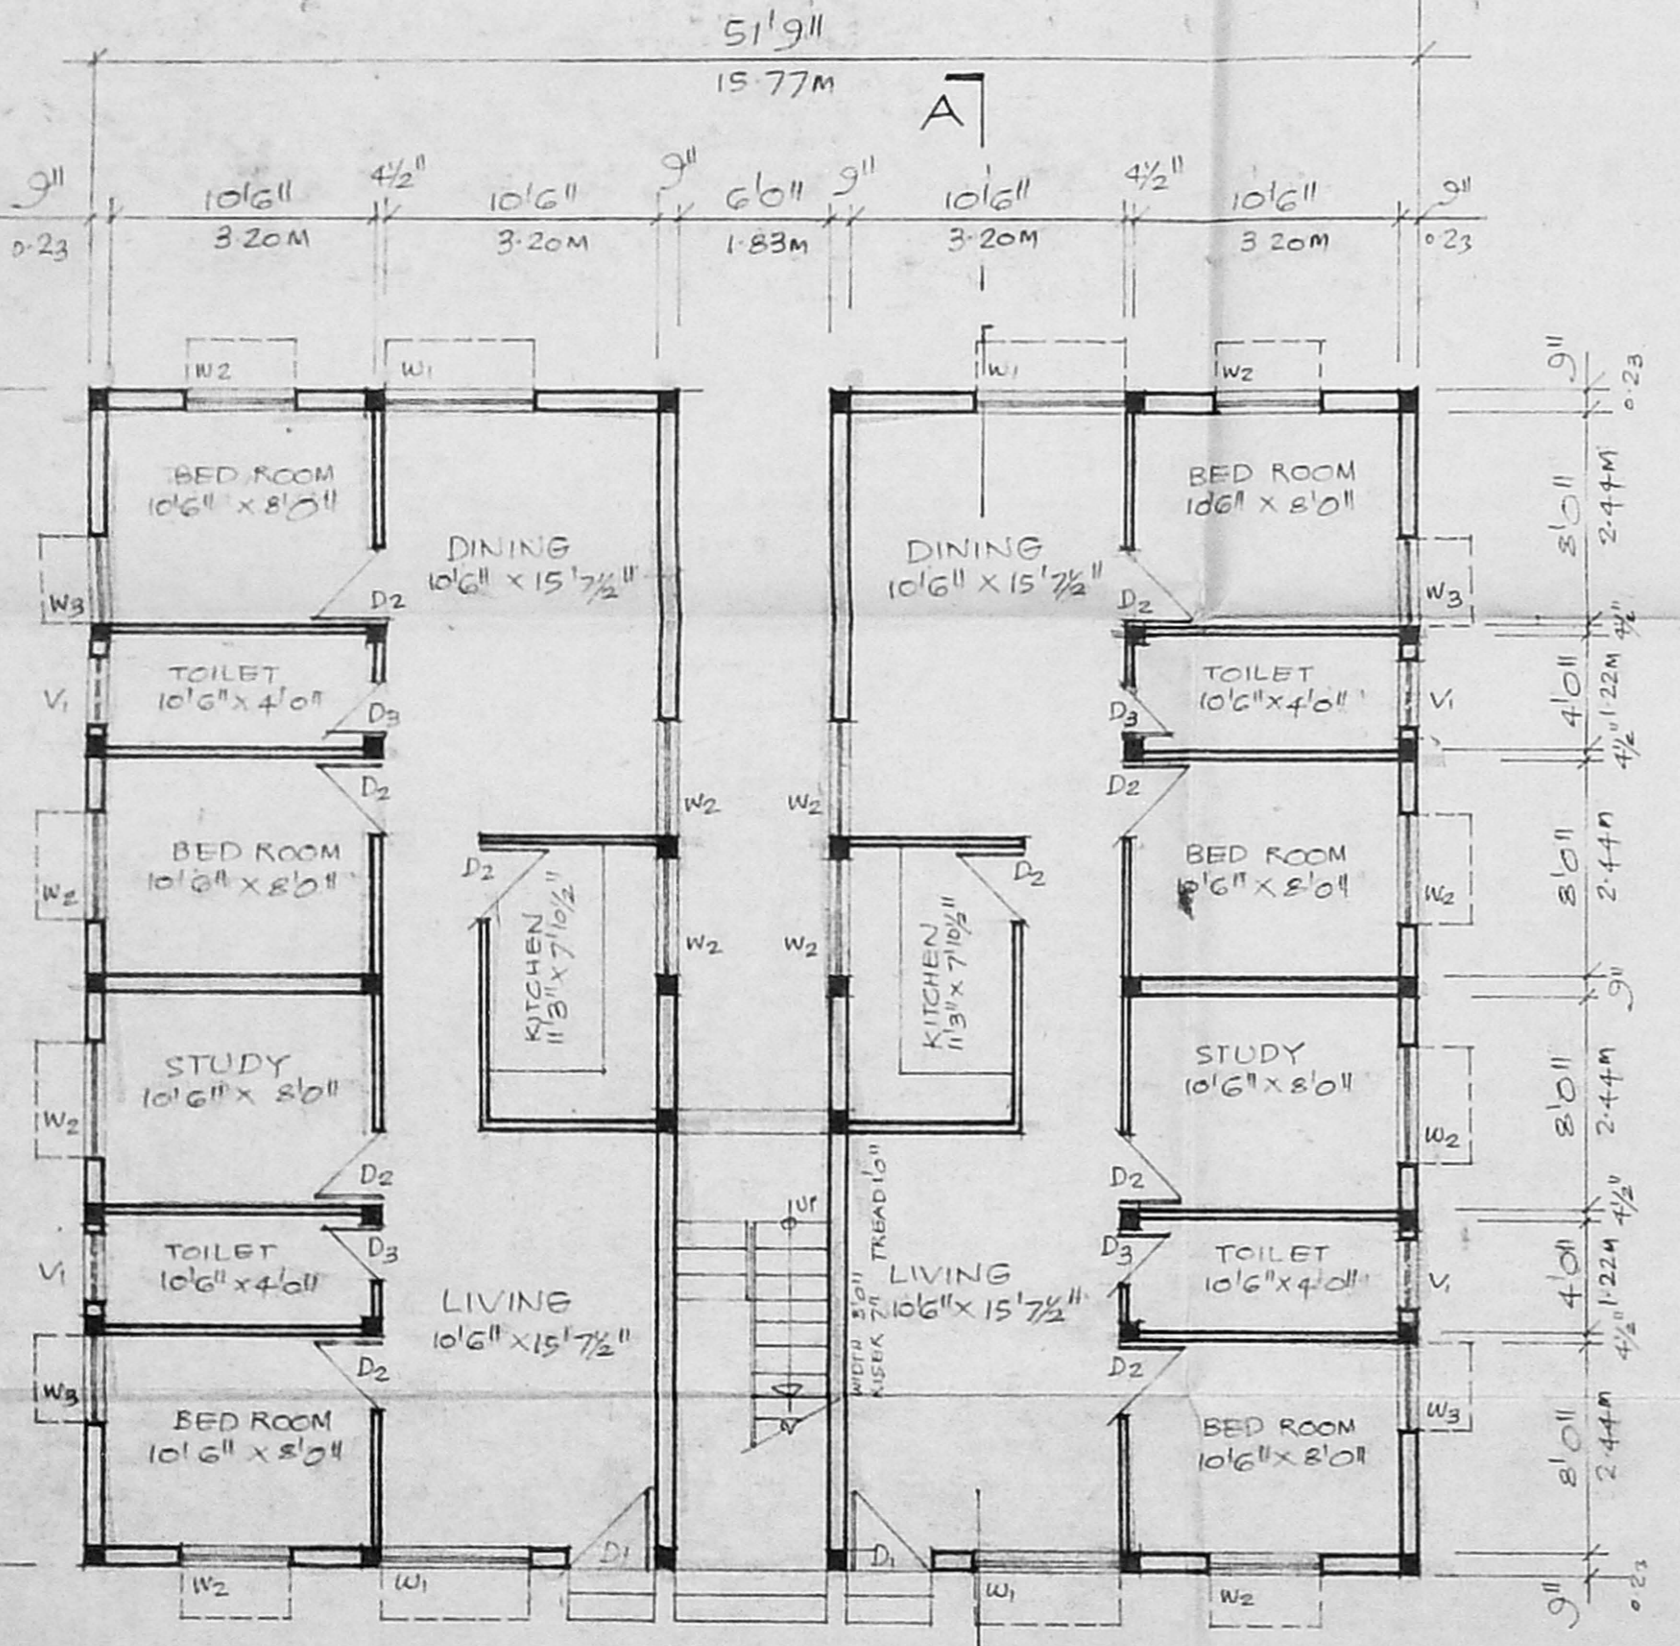 51'9"
15.77M
A
9" 10'6" 4½" 10'6" 9" 6'0" 9" 10'6" 4½" 10'6" 9"
0.23 3.20M 3.20M 1.83M 3.20M 3.20M 0.23
W2 W1 W1 W2
9" 0.23
BED ROOM
10'6" X 8'0"
BED ROOM
10'6" X 8'0"
8'0" 2.44M
DINING
10'6" X 15'7½"
DINING
10'6" X 15'7½"
W3 D2 D2 W3
4½"
TOILET
10'6" X 4'0"
TOILET
10'6" X 4'0"
4'0" 1.22M
V1 D3 D3 V1
4½"
D2 W2 W2 D2
BED ROOM
10'6" X 8'0"
BED ROOM
10'6" X 8'0"
8'0" 2.44M
W2 D2 D2 W2
KITCHEN
11'3" X 7'10½"
KITCHEN
11'3" X 7'10½"
W2 W2
9"
STUDY
10'6" X 8'0"
STUDY
10'6" X 8'0"
8'0" 2.44M
W2 W2
D2 D2
UP
4½"
WIDTH 3'0"
RISER 7" TREAD 1'0"
TOILET
10'6" X 4'0"
TOILET
10'6" X 4'0"
4'0" 1.22M
V1 D3 D3 V1
LIVING
10'6" X 15'7½"
LIVING
10'6" X 15'7½"
4½"
W3 D2 D2 W3
BED ROOM
10'6" X 8'0"
BED ROOM
10'6" X 8'0"
8'0" 2.44M
D1 D1
W2 W1 W1 W2
9" 0.23